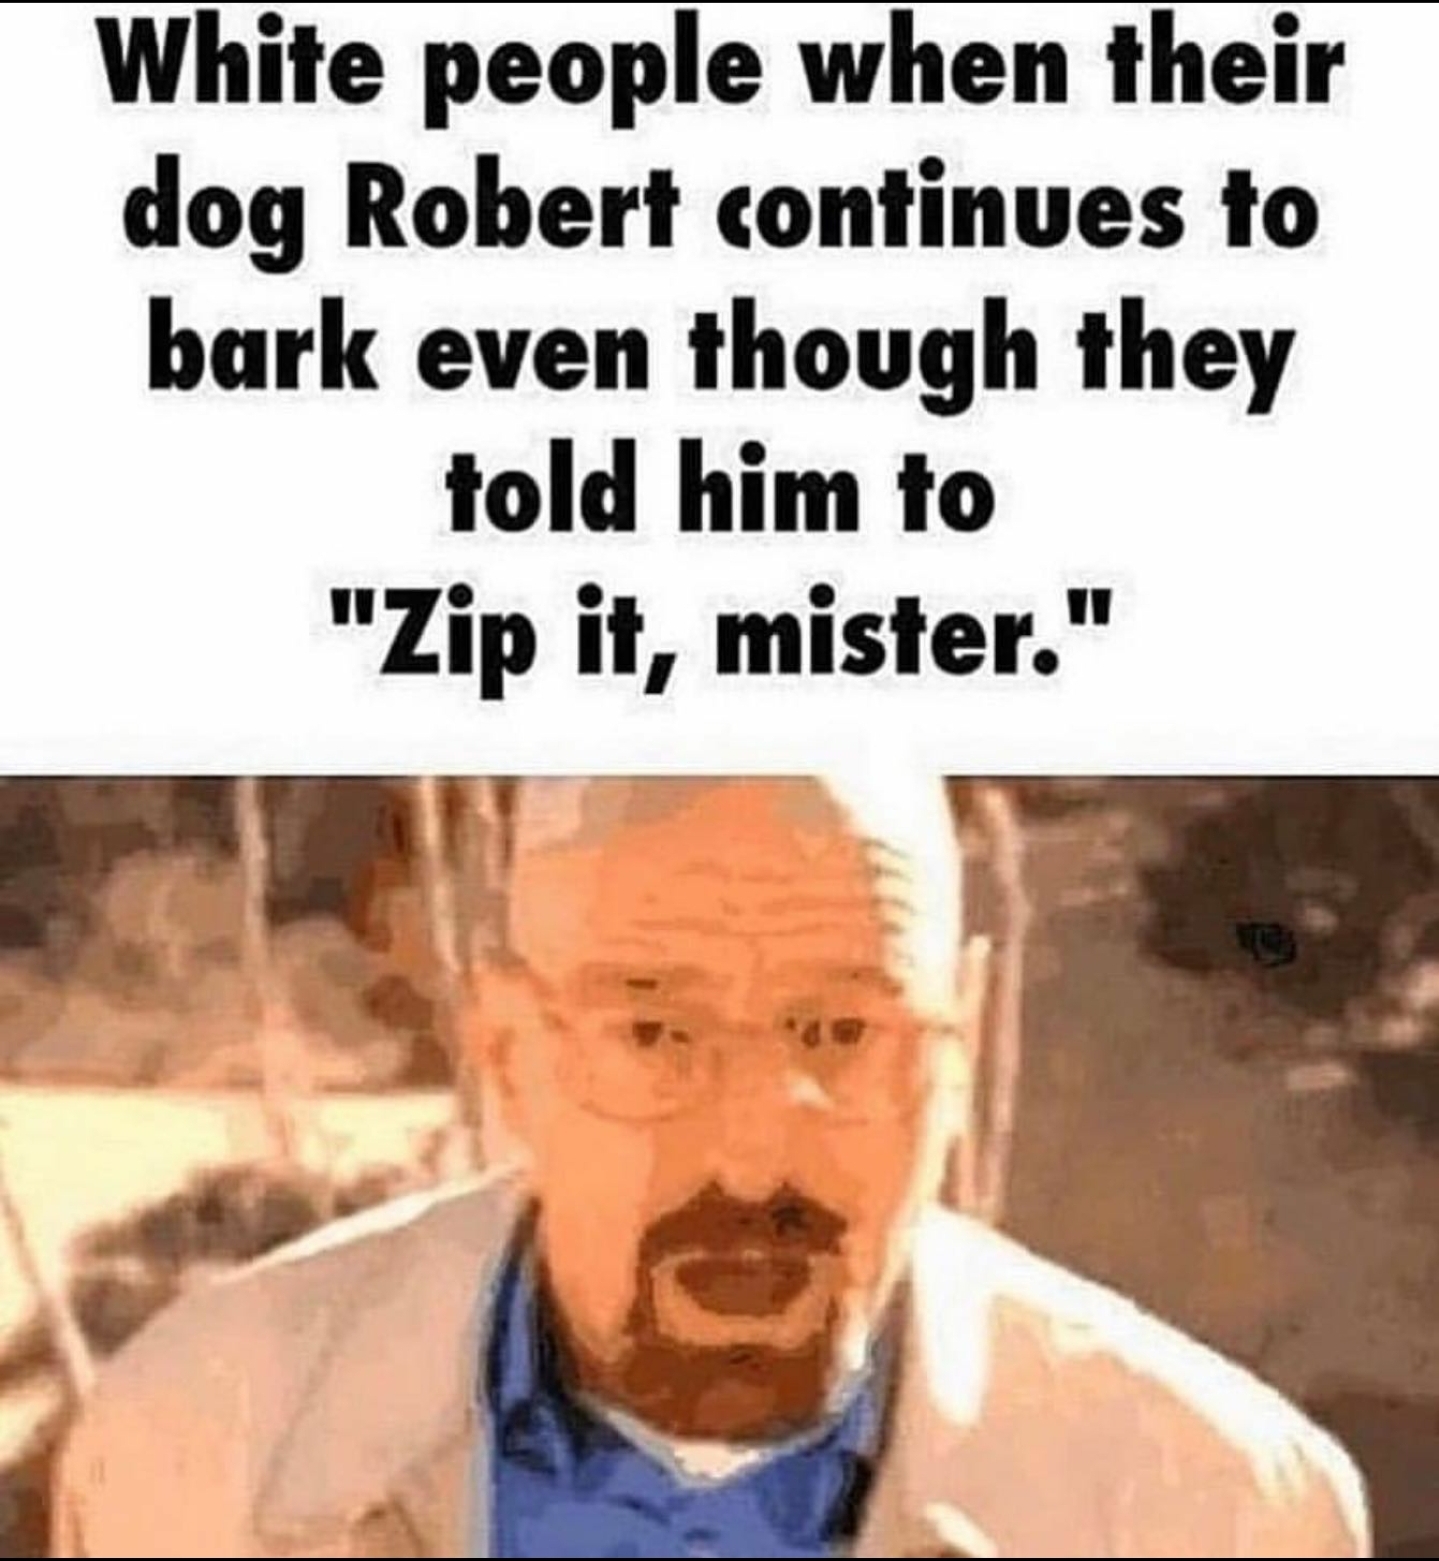 White people when their
dog Robert continues to
bark even though they
told him to
"Zip it, mister."